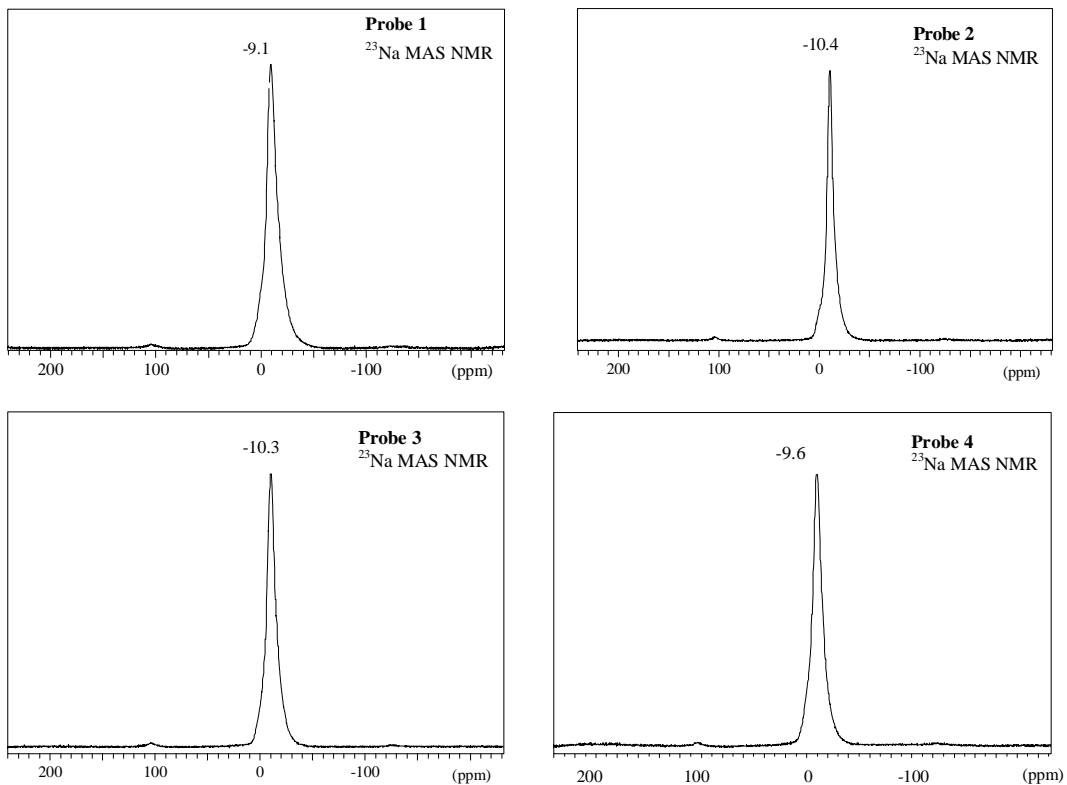 Probe 1
²³Na MAS NMR
-9.1
200 100 0 -100 (ppm)
Probe 2
²³Na MAS NMR
-10.4
200 100 0 -100 (ppm)
Probe 3
²³Na MAS NMR
-10.3
200 100 0 -100 (ppm)
Probe 4
²³Na MAS NMR
-9.6
200 100 0 -100 (ppm)